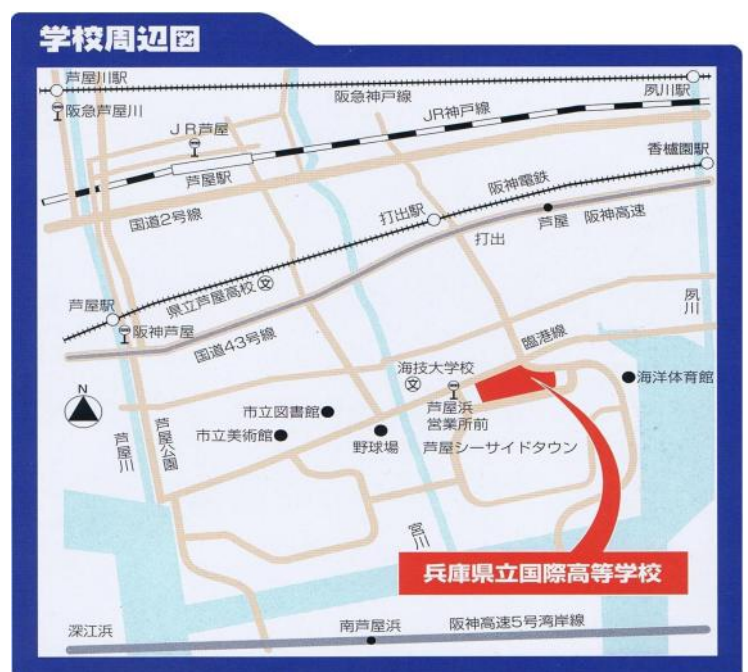 学校周辺図
芦屋川駅
阪急芦屋川
阪急神戸線
夙川駅
JR神戸線
JR芦屋
芦屋駅
香櫨園駅
国道2号線
阪神電鉄
打出駅
打出
芦屋
阪神高速
県立芦屋高校
文
芦屋駅
阪神芦屋
国道43号線
夙川
臨港線
N
海技大学校
文
海洋体育館
芦屋浜
営業所前
市立図書館
市立美術館
野球場
芦屋シーサイドタウン
芦屋川
芦屋公園
宮川
兵庫県立国際高等学校
深江浜
南芦屋浜
阪神高速5号湾岸線